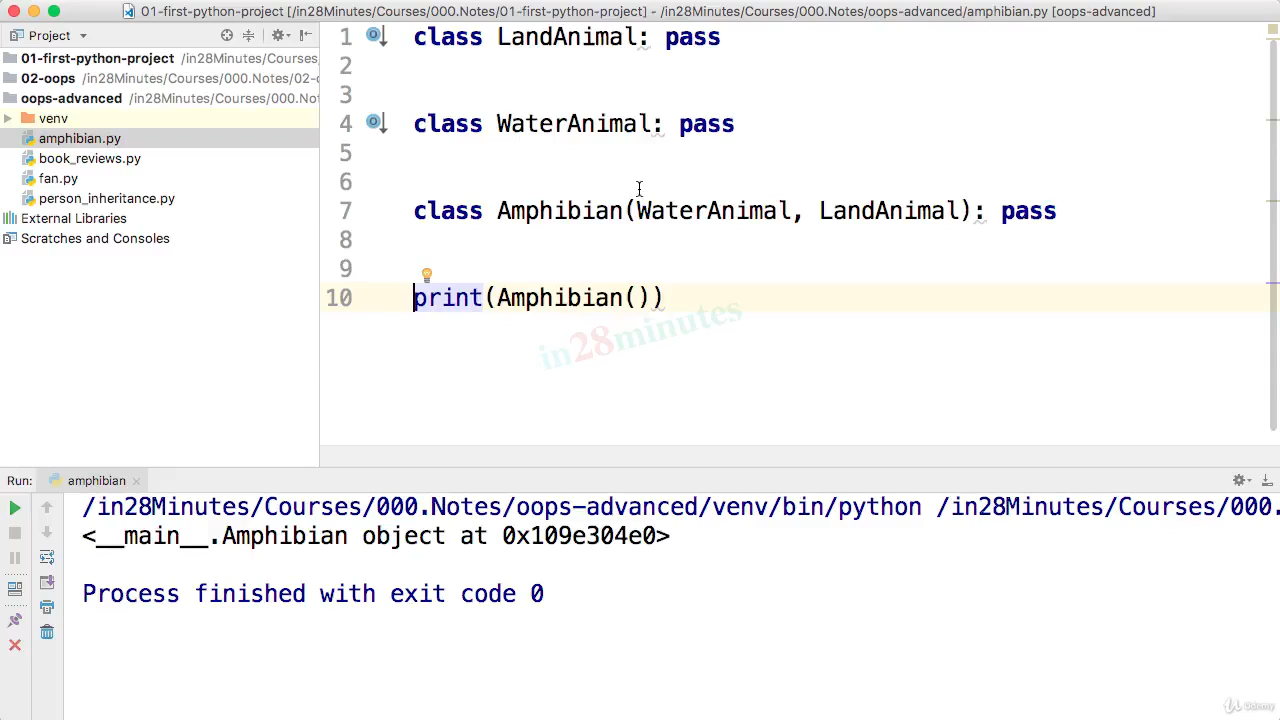 01-first-python-project [/in28Minutes/Courses/000.Notes/01-first-python-project] - /in28Minutes/Courses/000.Notes/oops-advanced/amphibian.py [oops-advanced]
Project
01-first-python-project /in28Minutes/Courses
02-oops /in28Minutes/Courses/000.Notes/02-
oops-advanced /in28Minutes/Courses/000.No
venv
amphibian.py
book_reviews.py
fan.py
person_inheritance.py
External Libraries
Scratches and Consoles
1 class LandAnimal: pass
2
3
4 class WaterAnimal: pass
5
6
7 class Amphibian(WaterAnimal, LandAnimal): pass
8
9
10 print(Amphibian())
in28minutes
Run: amphibian
/in28Minutes/Courses/000.Notes/oops-advanced/venv/bin/python /in28Minutes/Courses/000.
<__main__.Amphibian object at 0x109e304e0>
Process finished with exit code 0
Udemy